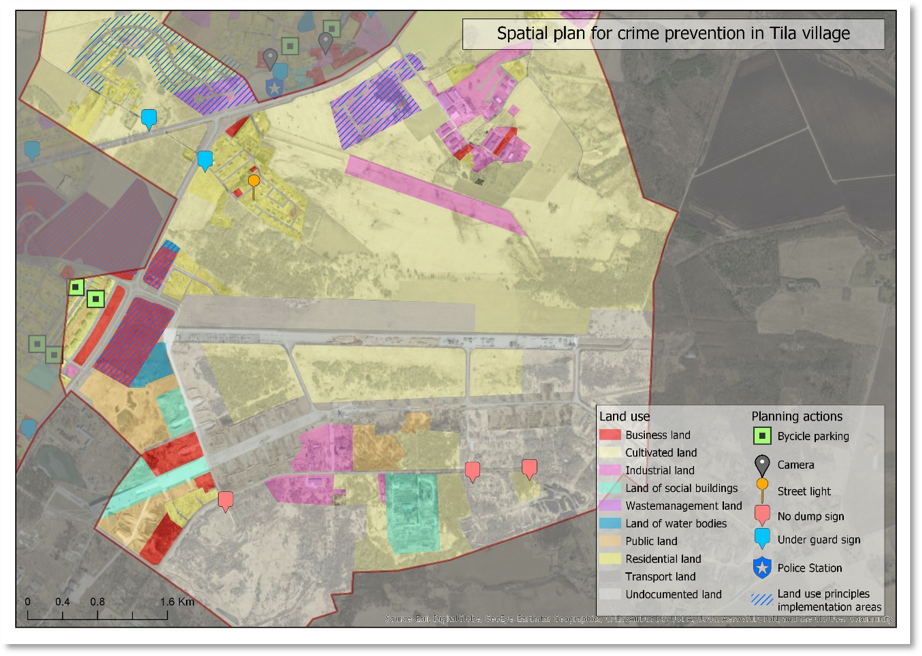 Spatial plan for crime prevention in Tila village
Land use
Business land
Cultivated land
Industrial land
Land of social buildings
Wastemanagement land
Land of water bodies
Public land
Residential land
Transport land
Undocumented land
Planning actions
Bycicle parking
Camera
Street light
No dump sign
Under guard sign
Police Station
Land use principles
implementation areas
0 0.4 0.8 1.6 Km